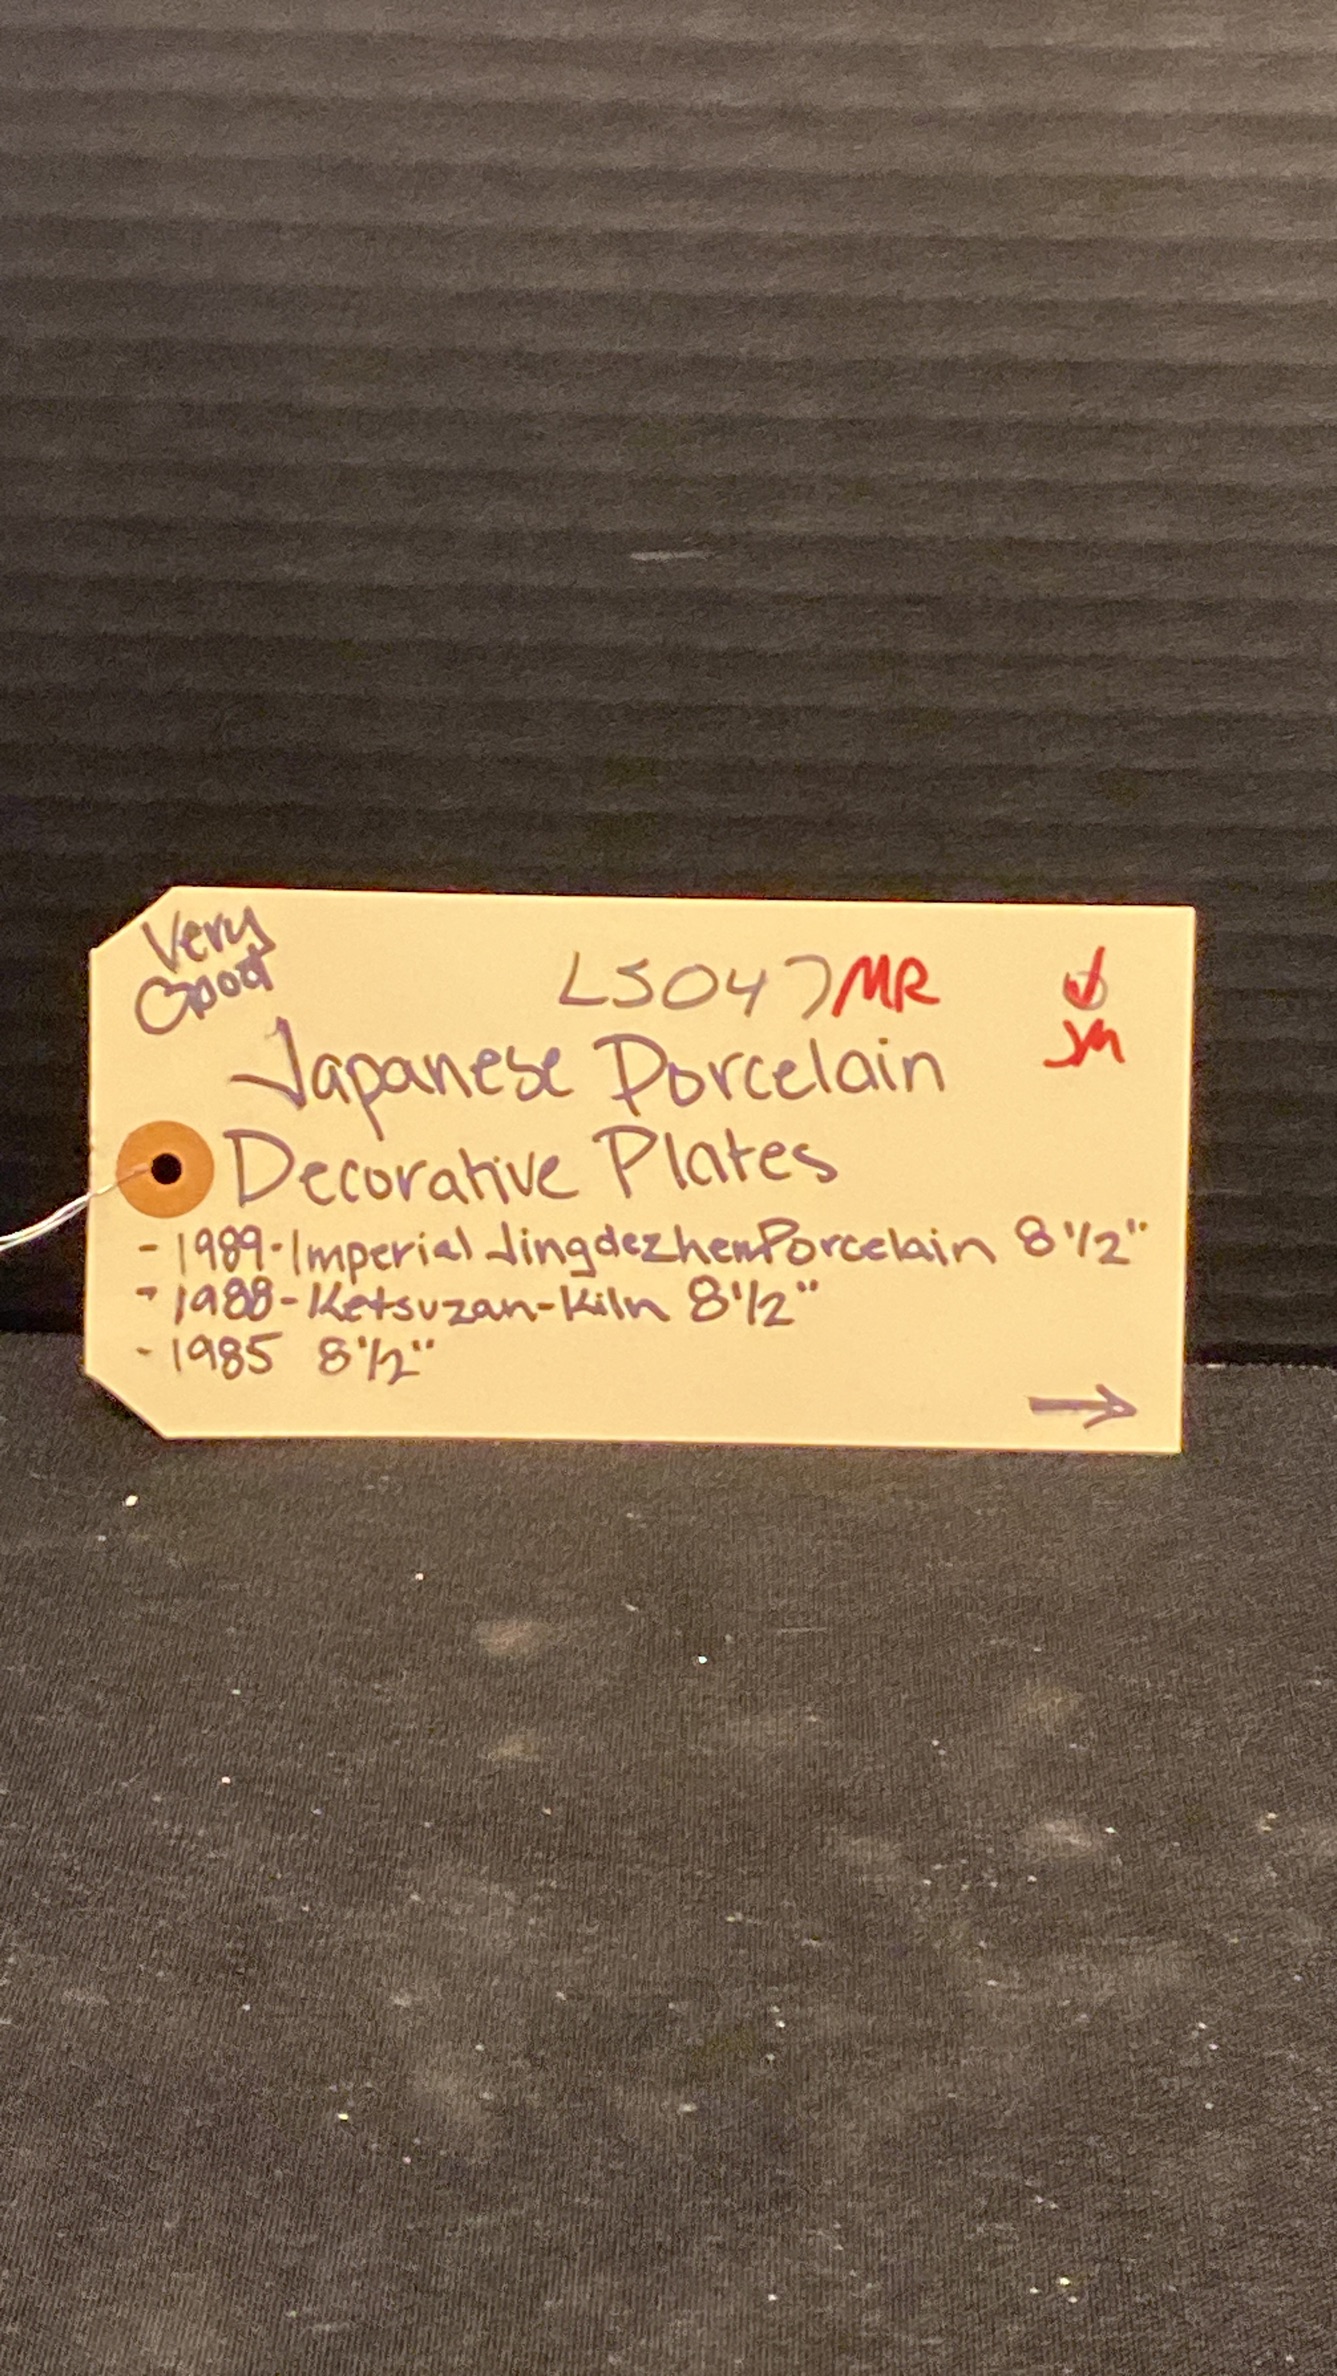 Very
Good
LS047MR
JM
Japanese Porcelain
Decorative Plates
- 1989-Imperial Jingdezhen Porcelain 8 1/2"
- 1988-Ketsuzan-Kiln 8 1/2"
- 1985 8 1/2"
→